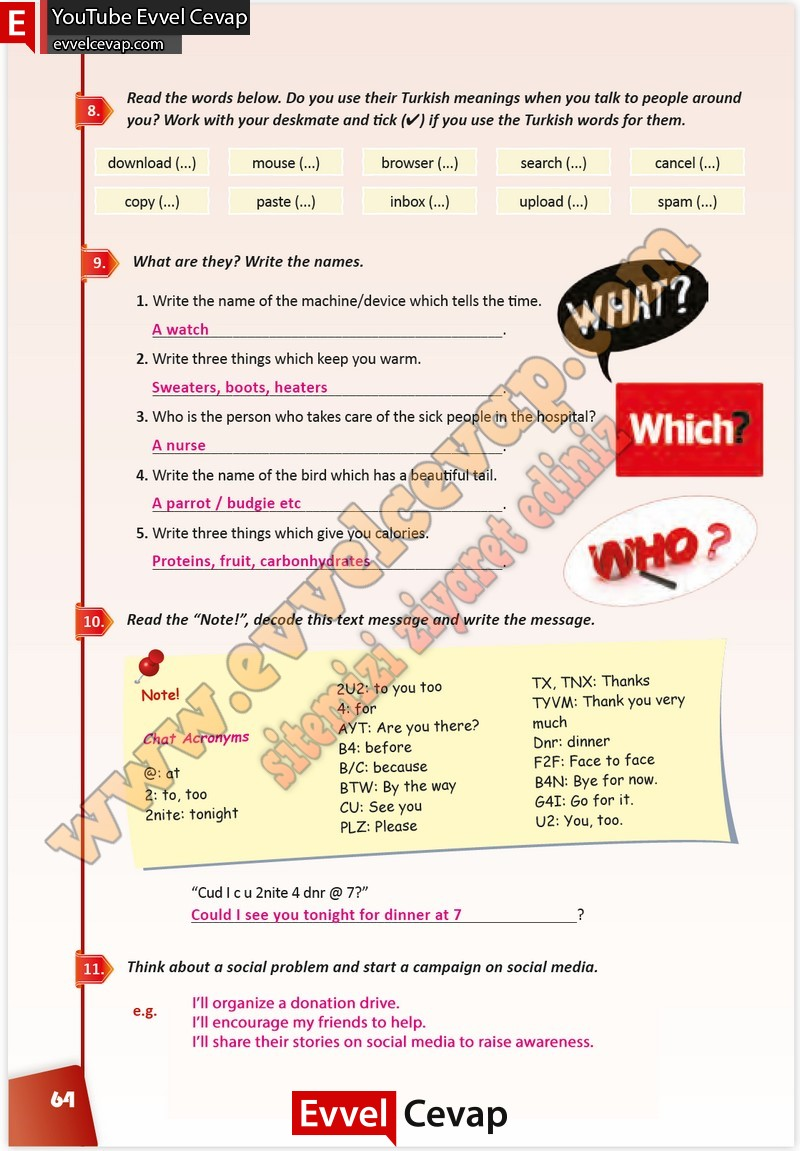 E
YouTube Evvel Cevap
evvelcevap.com
8.
Read the words below. Do you use their Turkish meanings when you talk to people around
you? Work with your deskmate and tick (✔) if you use the Turkish words for them.
download (...) mouse (...) browser (...) search (...) cancel (...)
copy (...) paste (...) inbox (...) upload (...) spam (...)
9.
What are they? Write the names.
1. Write the name of the machine/device which tells the time.
A watch.
2. Write three things which keep you warm.
Sweaters, boots, heaters.
3. Who is the person who takes care of the sick people in the hospital?
A nurse.
4. Write the name of the bird which has a beautiful tail.
A parrot / budgie etc.
5. Write three things which give you calories.
Proteins, fruit, carbonhydrates.
WHAT?
Which?
WHO?
10.
Read the “Note!”, decode this text message and write the message.
Note!
Chat Acronyms
@: at
2: to, too
2nite: tonight
2U2: to you too
4: for
AYT: Are you there?
B4: before
B/C: because
BTW: By the way
CU: See you
PLZ: Please
TX, TNX: Thanks
TYVM: Thank you very
much
Dnr: dinner
F2F: Face to face
B4N: Bye for now.
G4I: Go for it.
U2: You, too.
“Cud I c u 2nite 4 dnr @ 7?”
Could I see you tonight for dinner at 7?
11.
Think about a social problem and start a campaign on social media.
e.g.
I’ll organize a donation drive.
I’ll encourage my friends to help.
I’ll share their stories on social media to raise awareness.
www.evvelcevap.com
sitemizi ziyaret ediniz
64
Evvel Cevap